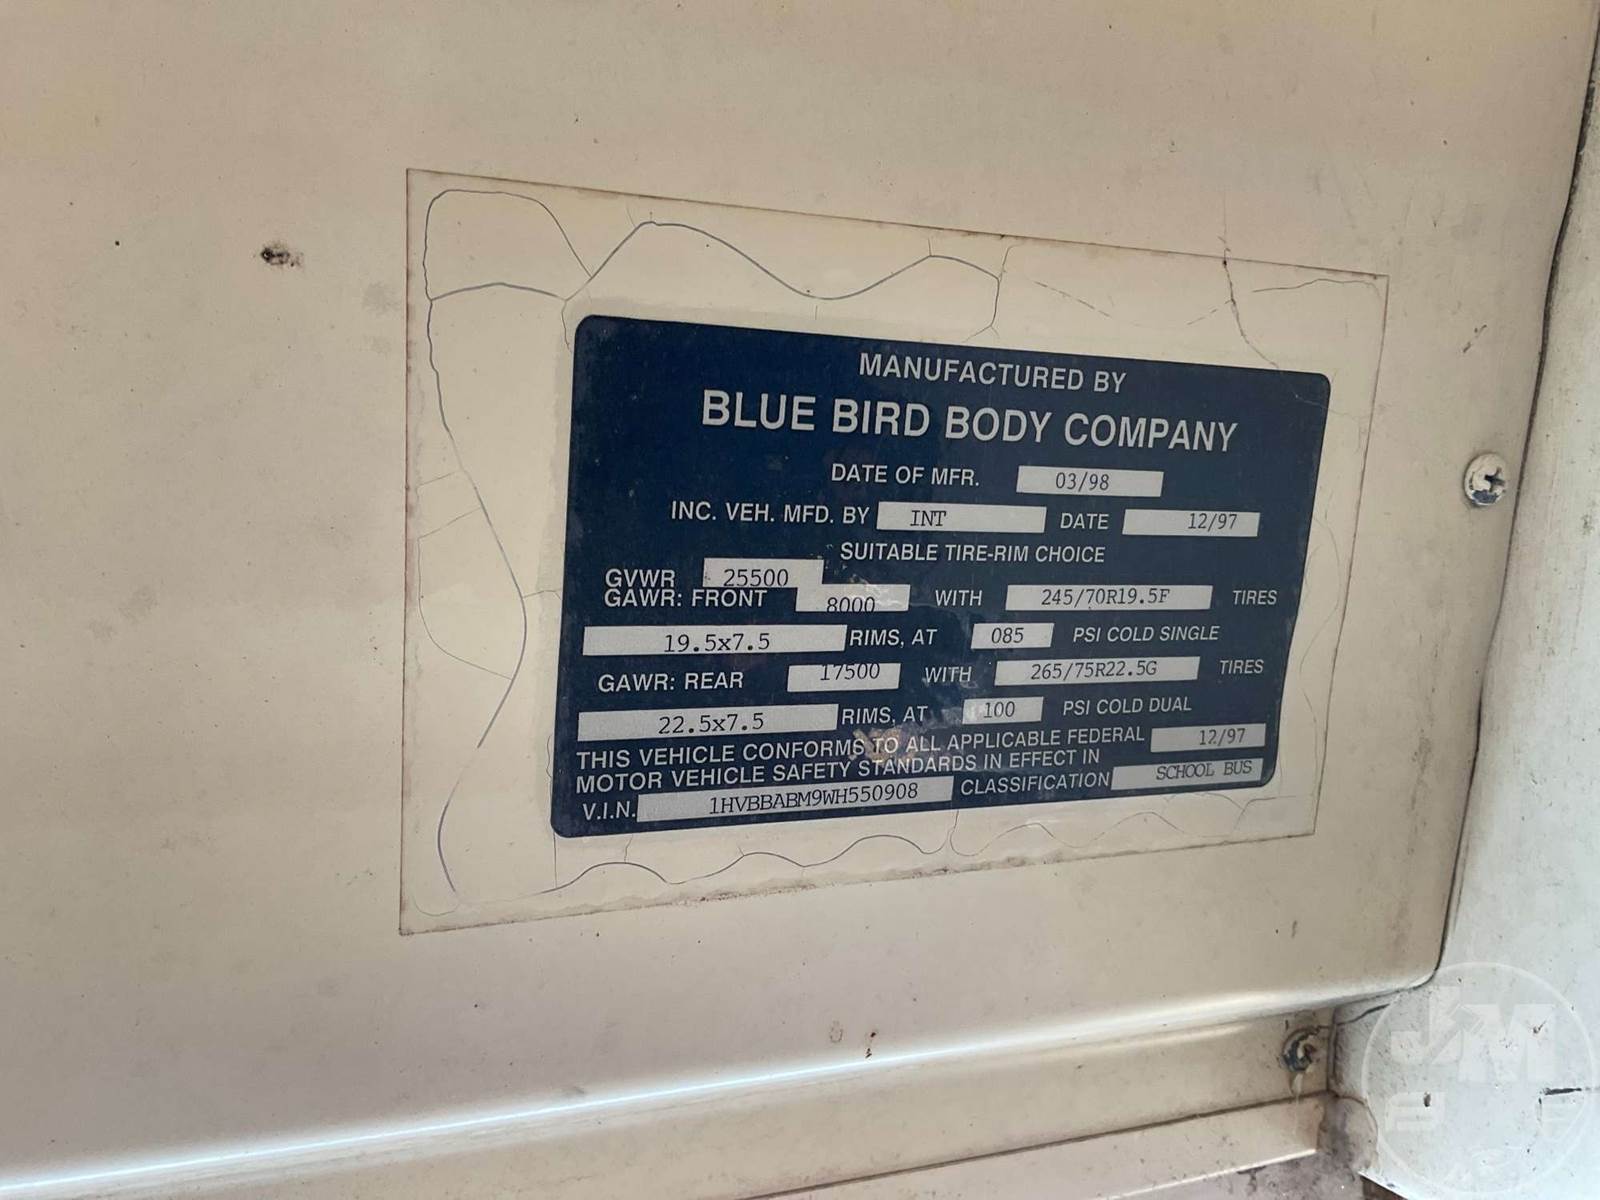 MANUFACTURED BY
BLUE BIRD BODY COMPANY
DATE OF MFR. 03/98
INC. VEH. MFD. BY INT DATE 12/97
SUITABLE TIRE-RIM CHOICE
GVWR 25500
GAWR: FRONT 8000 WITH 245/70R19.5F TIRES
19.5x7.5 RIMS, AT 085 PSI COLD SINGLE
GAWR: REAR 17500 WITH 265/75R22.5G TIRES
22.5x7.5 RIMS, AT 100 PSI COLD DUAL
THIS VEHICLE CONFORMS TO ALL APPLICABLE FEDERAL 12/97
MOTOR VEHICLE SAFETY STANDARDS IN EFFECT IN
V.I.N. 1HVBBABM9WH550908 CLASSIFICATION SCHOOL BUS
JM